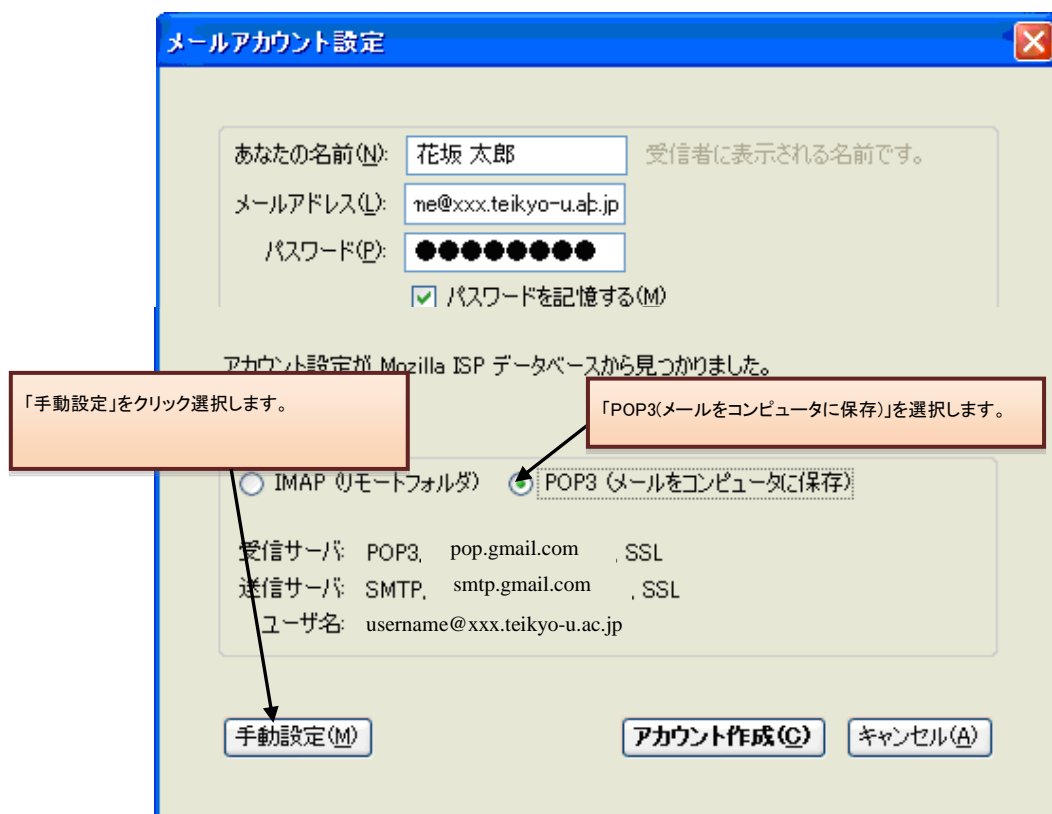 メールアカウント設定
あなたの名前(N): 花坂 太郎 受信者に表示される名前です。
メールアドレス(L): me@xxx.teikyo-u.ac.jp
パスワード(P): ●●●●●●●●
パスワードを記憶する(M)
アカウント設定が Mozilla ISP データベースから見つかりました。
「手動設定」をクリック選択します。
「POP3(メールをコンピュータに保存)」を選択します。
IMAP (リモートフォルダ) POP3 (メールをコンピュータに保存)
受信サーバ: POP3, pop.gmail.com , SSL
送信サーバ: SMTP, smtp.gmail.com , SSL
ユーザ名: username@xxx.teikyo-u.ac.jp
手動設定(M) アカウント作成(C) キャンセル(A)